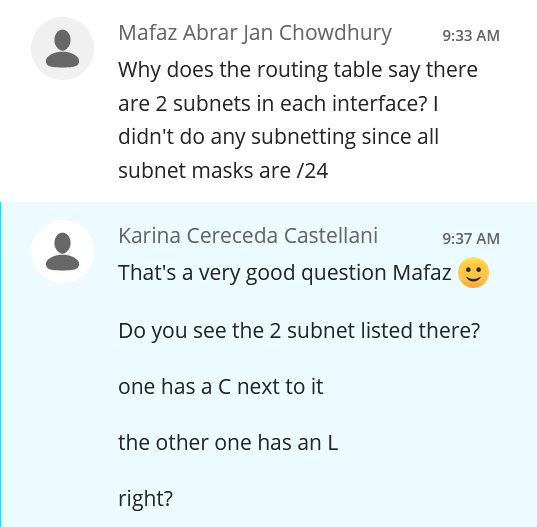 Mafaz Abrar Jan Chowdhury 9:33 AM
Why does the routing table say there
are 2 subnets in each interface? I
didn't do any subnetting since all
subnet masks are /24
Karina Cereceda Castellani 9:37 AM
That's a very good question Mafaz 🙂
Do you see the 2 subnet listed there?
one has a C next to it
the other one has an L
right?